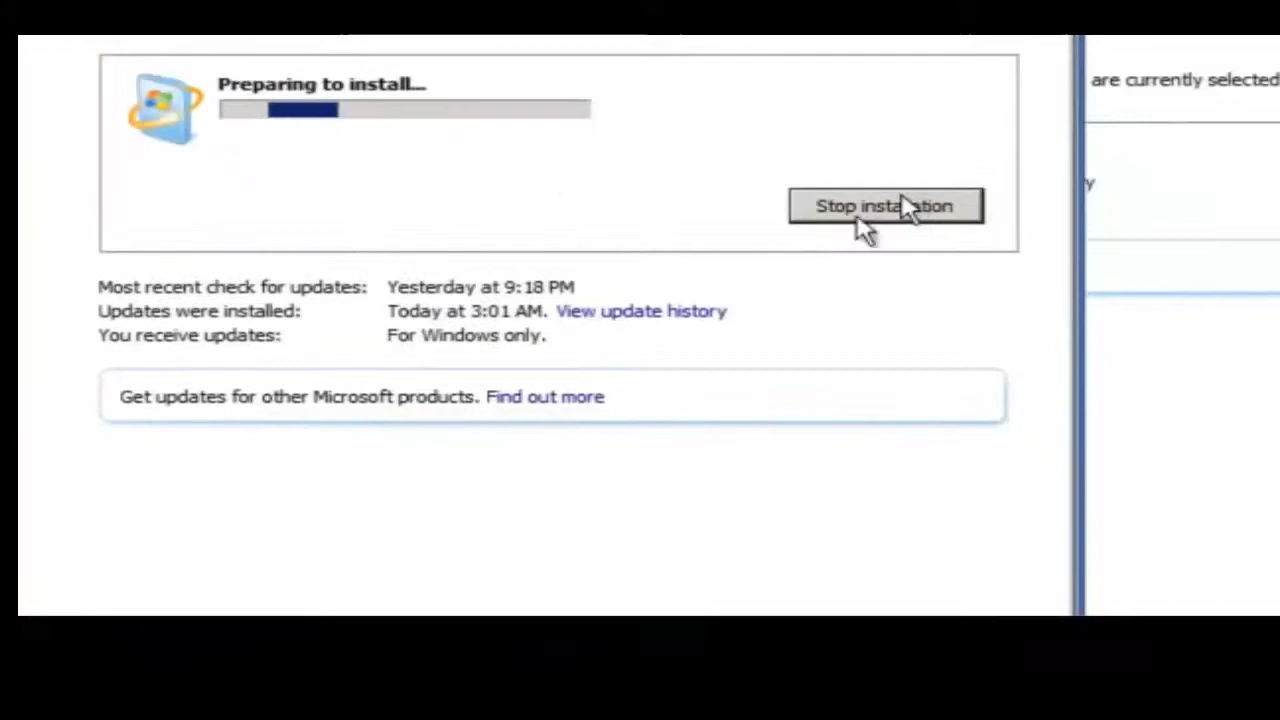 Preparing to install...
are currently selected
Stop installation
y
Most recent check for updates: Yesterday at 9:18 PM
Updates were installed: Today at 3:01 AM. View update history
You receive updates: For Windows only.
Get updates for other Microsoft products. Find out more